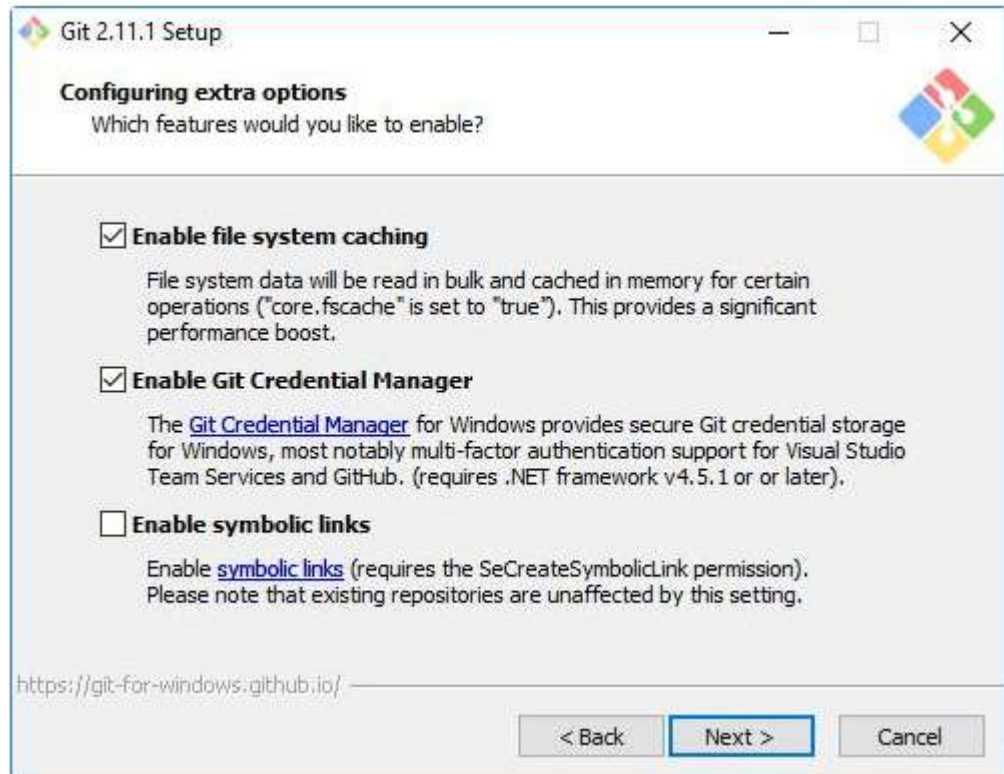 Git 2.11.1 Setup
Configuring extra options
Which features would you like to enable?
Enable file system caching
File system data will be read in bulk and cached in memory for certain
operations ("core.fscache" is set to "true"). This provides a significant
performance boost.
Enable Git Credential Manager
The Git Credential Manager for Windows provides secure Git credential storage
for Windows, most notably multi-factor authentication support for Visual Studio
Team Services and GitHub. (requires .NET framework v4.5.1 or or later).
Enable symbolic links
Enable symbolic links (requires the SeCreateSymbolicLink permission).
Please note that existing repositories are unaffected by this setting.
https://git-for-windows.github.io/
< Back Next > Cancel